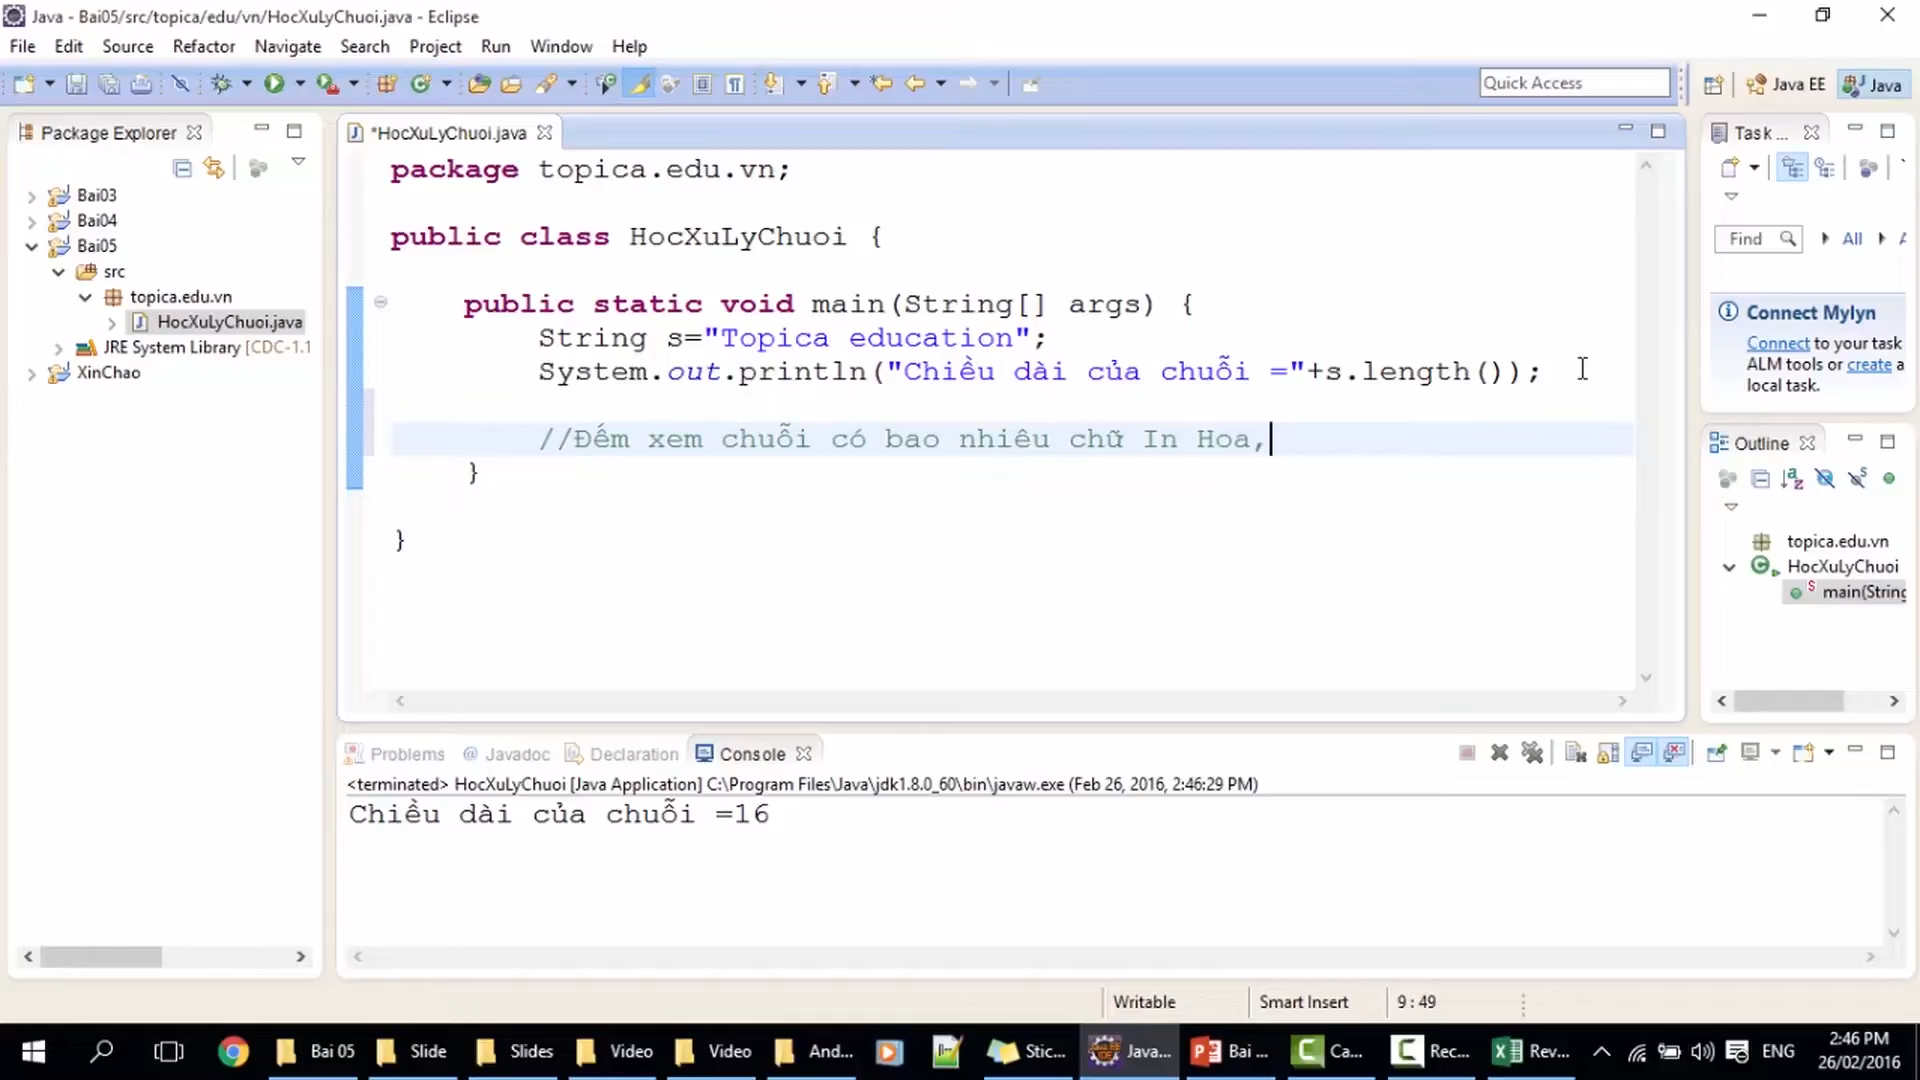 Java - Bai05/src/topica/edu/vn/HocXuLyChuoi.java - Eclipse
File Edit Source Refactor Navigate Search Project Run Window Help
Quick Access
Java EE
Java
Package Explorer
Bai03
Bai04
Bai05
src
topica.edu.vn
HocXuLyChuoi.java
JRE System Library [CDC-1.1
XinChao
*HocXuLyChuoi.java
package topica.edu.vn;
public class HocXuLyChuoi {
public static void main(String[] args) {
String s="Topica education";
System.out.println("Chiều dài của chuỗi ="+s.length());
//Đếm xem chuỗi có bao nhiêu chữ In Hoa,
}
}
Task ...
Find
All
Connect Mylyn
Connect to your task
ALM tools or create a
local task.
Outline
topica.edu.vn
HocXuLyChuoi
main(String
Problems @ Javadoc Declaration Console
<terminated> HocXuLyChuoi [Java Application] C:\Program Files\Java\jdk1.8.0_60\bin\javaw.exe (Feb 26, 2016, 2:46:29 PM)
Chiều dài của chuỗi =16
Writable Smart Insert 9 : 49
Bai 05 Slide Slides Video Video And... Stic... Java... Bai ... Ca... Rec... Rev... ENG
2:46 PM
26/02/2016